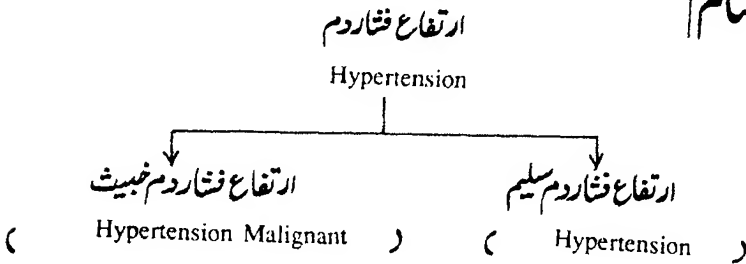 ارتفاع فشاردم
Hypertension
ارتفاع فشاردم سلیم
( Hypertension )
ارتفاع فشاردم خبیث
( Hypertension Malignant )